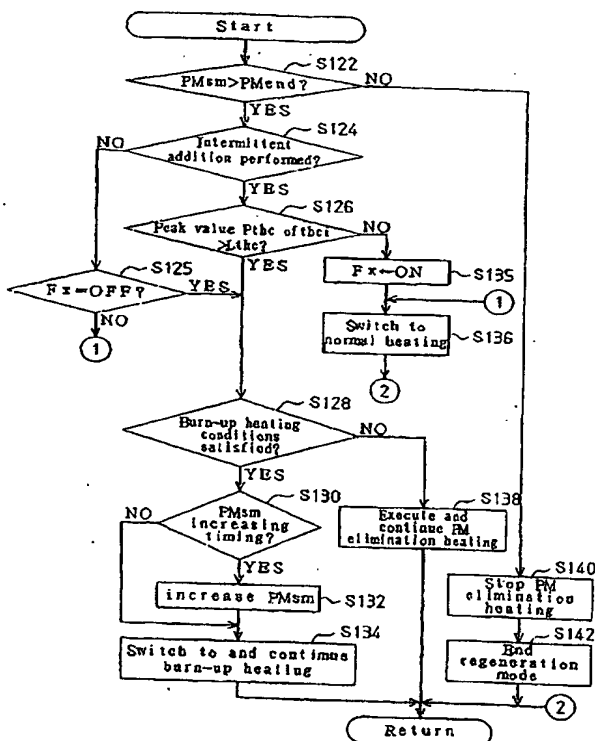 Start
S122
PMsm>PMend?
NO
YES
S124
NO
Intermittent
addition performed?
YES
S126
Peak value Pthc of thci
>Lthc?
NO
YES
S125
Fx=OFF?
YES
NO
1
Fx←ON
S135
1
Switch to
normal heating
S136
2
S128
Burn-up heating
conditions
satisfied?
NO
YES
S130
NO
PMsm
increasing
timing?
YES
S138
Execute and
continue PM
elimination heating
increase PMsm
S132
S140
Stop PM
elimination
heating
S134
Switch to and continue
burn-up heating
S142
End
regeneration
mode
2
Return